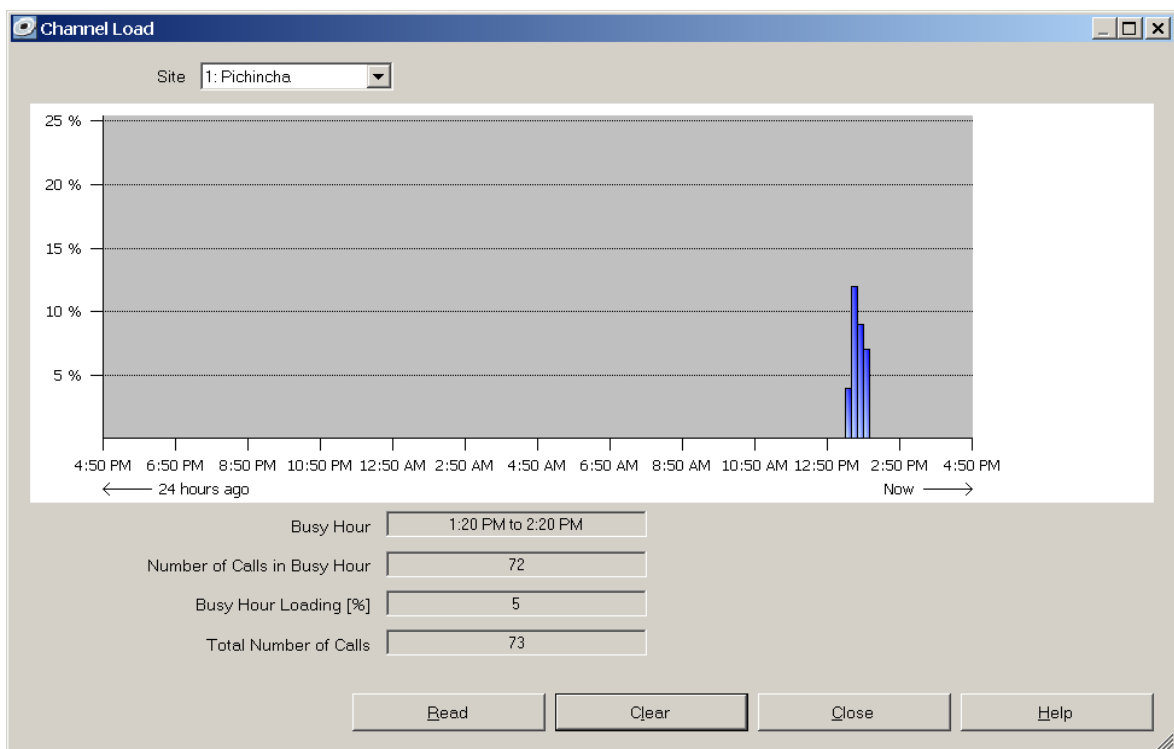 Channel Load
Site 1: Pichincha
25 %
20 %
15 %
10 %
5 %
4:50 PM 6:50 PM 8:50 PM 10:50 PM 12:50 AM 2:50 AM 4:50 AM 6:50 AM 8:50 AM 10:50 AM 12:50 PM 2:50 PM 4:50 PM
24 hours ago Now
Busy Hour 1:20 PM to 2:20 PM
Number of Calls in Busy Hour 72
Busy Hour Loading [%] 5
Total Number of Calls 73
Read Clear Close Help